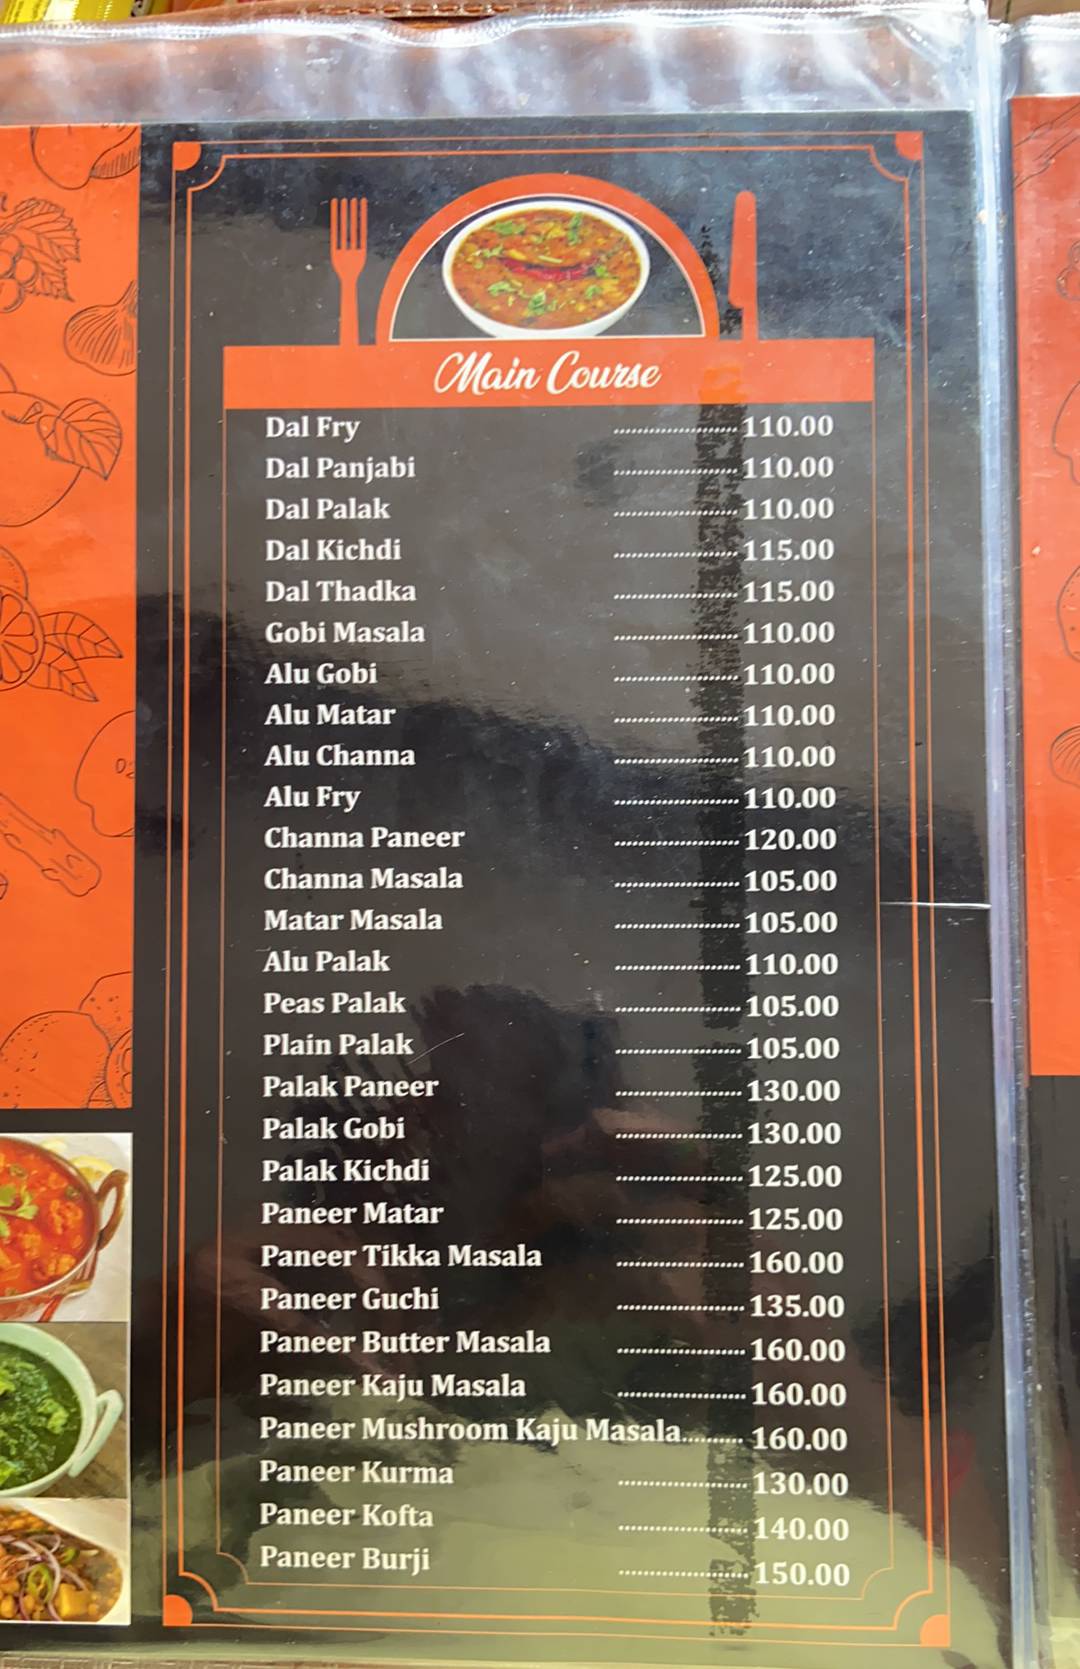 Main Course
Dal Fry ................... 110.00
Dal Panjabi ................... 110.00
Dal Palak ................... 110.00
Dal Kichdi ................... 115.00
Dal Thadka ................... 115.00
Gobi Masala ................... 110.00
Alu Gobi ................... 110.00
Alu Matar ................... 110.00
Alu Channa ................... 110.00
Alu Fry ................... 110.00
Channa Paneer ................... 120.00
Channa Masala ................... 105.00
Matar Masala ................... 105.00
Alu Palak ................... 110.00
Peas Palak ................... 105.00
Plain Palak ................... 105.00
Palak Paneer ................... 130.00
Palak Gobi ................... 130.00
Palak Kichdi ................... 125.00
Paneer Matar ................... 125.00
Paneer Tikka Masala ................... 160.00
Paneer Guchi ................... 135.00
Paneer Butter Masala ................... 160.00
Paneer Kaju Masala ................... 160.00
Paneer Mushroom Kaju Masala.......... 160.00
Paneer Kurma ................... 130.00
Paneer Kofta ................... 140.00
Paneer Burji ................... 150.00